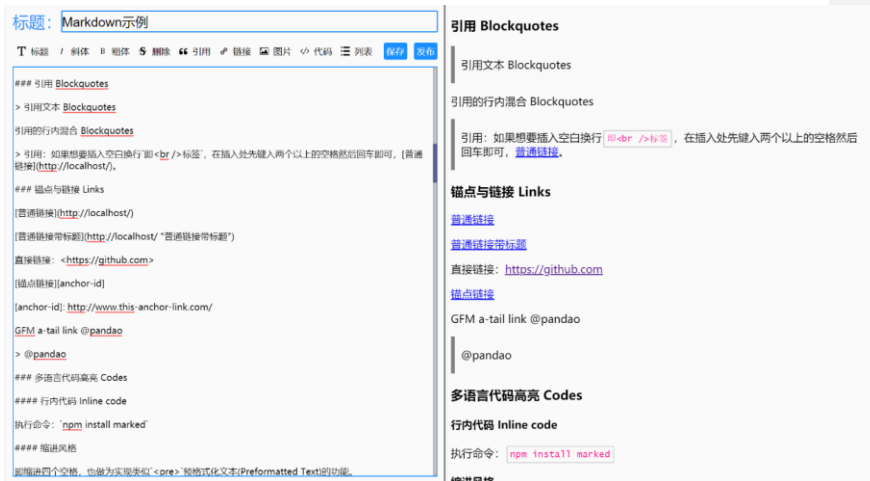 标题： Markdown示例
T 标题 I 斜体 B 粗体 S 删除 引用 链接 图片 代码 列表 保存 发布
### 引用 Blockquotes
> 引用文本 Blockquotes
引用的行内混合 Blockquotes
> 引用：如果想要插入空白换行`即<br />标签`，在插入处先键入两个以上的空格然后回车即可，[普通
链接](http://localhost/)。
### 锚点与链接 Links
[普通链接](http://localhost/)
[普通链接带标题](http://localhost/ "普通链接带标题")
直接链接：<https://github.com>
[锚点链接][anchor-id]
[anchor-id]: http://www.this-anchor-link.com/
GFM a-tail link @pandao
> @pandao
### 多语言代码高亮 Codes
#### 行内代码 Inline code
执行命令：`npm install marked`
#### 缩进风格
即缩进四个空格，也做为实现类似`<pre>`预格式化文本(Preformatted Text)的功能。
引用 Blockquotes
引用文本 Blockquotes
引用的行内混合 Blockquotes
引用：如果想要插入空白换行 即<br />标签 ，在插入处先键入两个以上的空格然后
回车即可，普通链接。
锚点与链接 Links
普通链接
普通链接带标题
直接链接：https://github.com
锚点链接
GFM a-tail link @pandao
@pandao
多语言代码高亮 Codes
行内代码 Inline code
执行命令： npm install marked
缩进风格